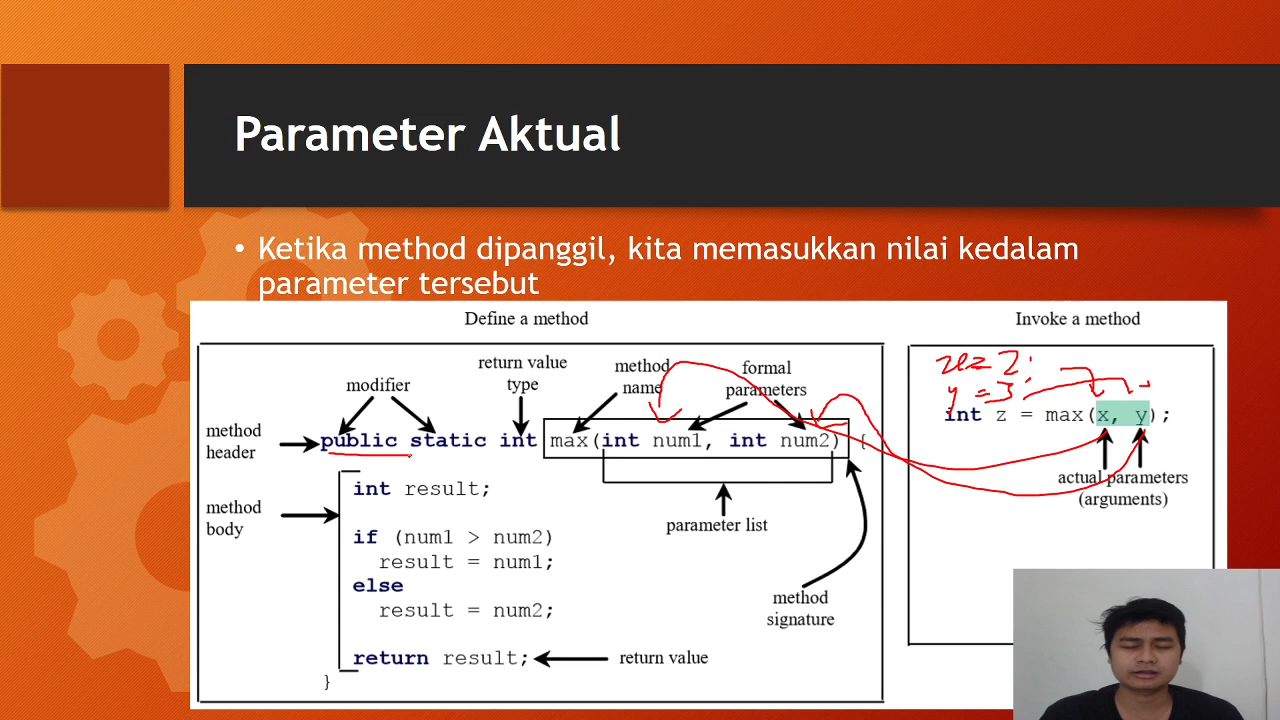 Parameter Aktual
• Ketika method dipanggil, kita memasukkan nilai kedalam
parameter tersebut
Define a method
modifier
return value
type
method
name
formal
parameters
method
header
public static int max(int num1, int num2) {
method
body
int result;
if (num1 > num2)
result = num1;
else
result = num2;
return result;
}
parameter list
method
signature
return value
Invoke a method
y = 3
int z = max(x, y);
actual parameters
(arguments)